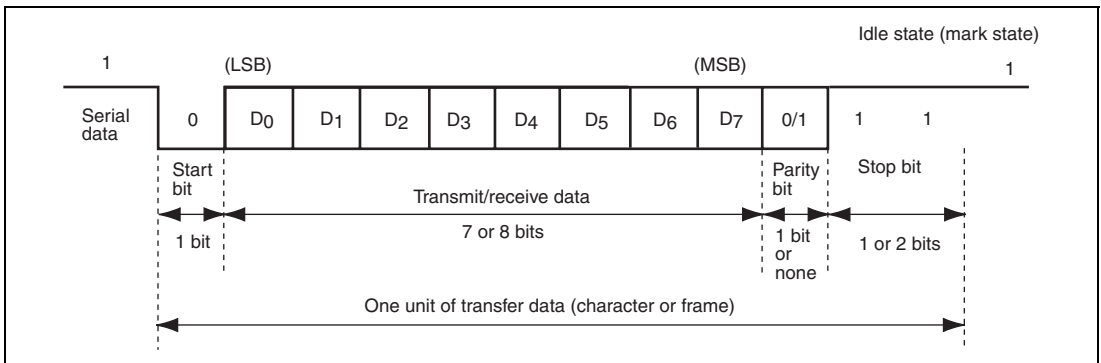 Idle state (mark state)
1 (LSB) (MSB) 1
Serial
data
0 D0 D1 D2 D3 D4 D5 D6 D7 0/1 1 1
Start
bit
Parity
bit
Stop bit
Transmit/receive data
1 bit
7 or 8 bits
1 bit
or
none
1 or 2 bits
One unit of transfer data (character or frame)